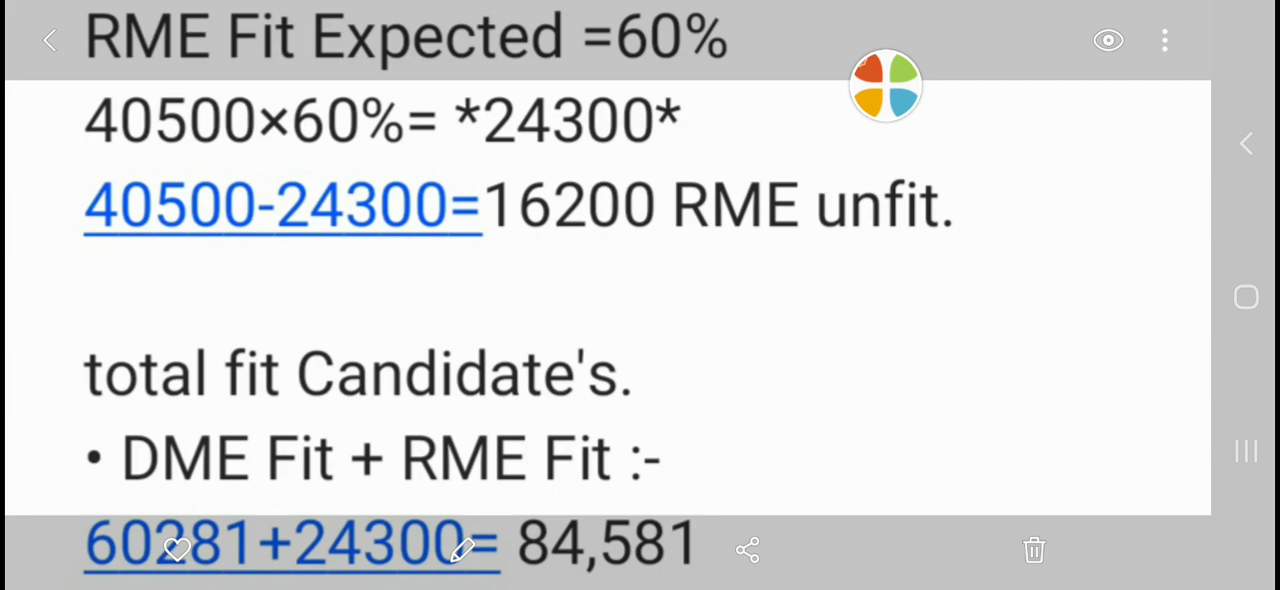 RME Fit Expected =60%
40500×60%= *24300*
40500-24300=16200 RME unfit.
total fit Candidate's.
• DME Fit + RME Fit :-
60281+24300= 84,581